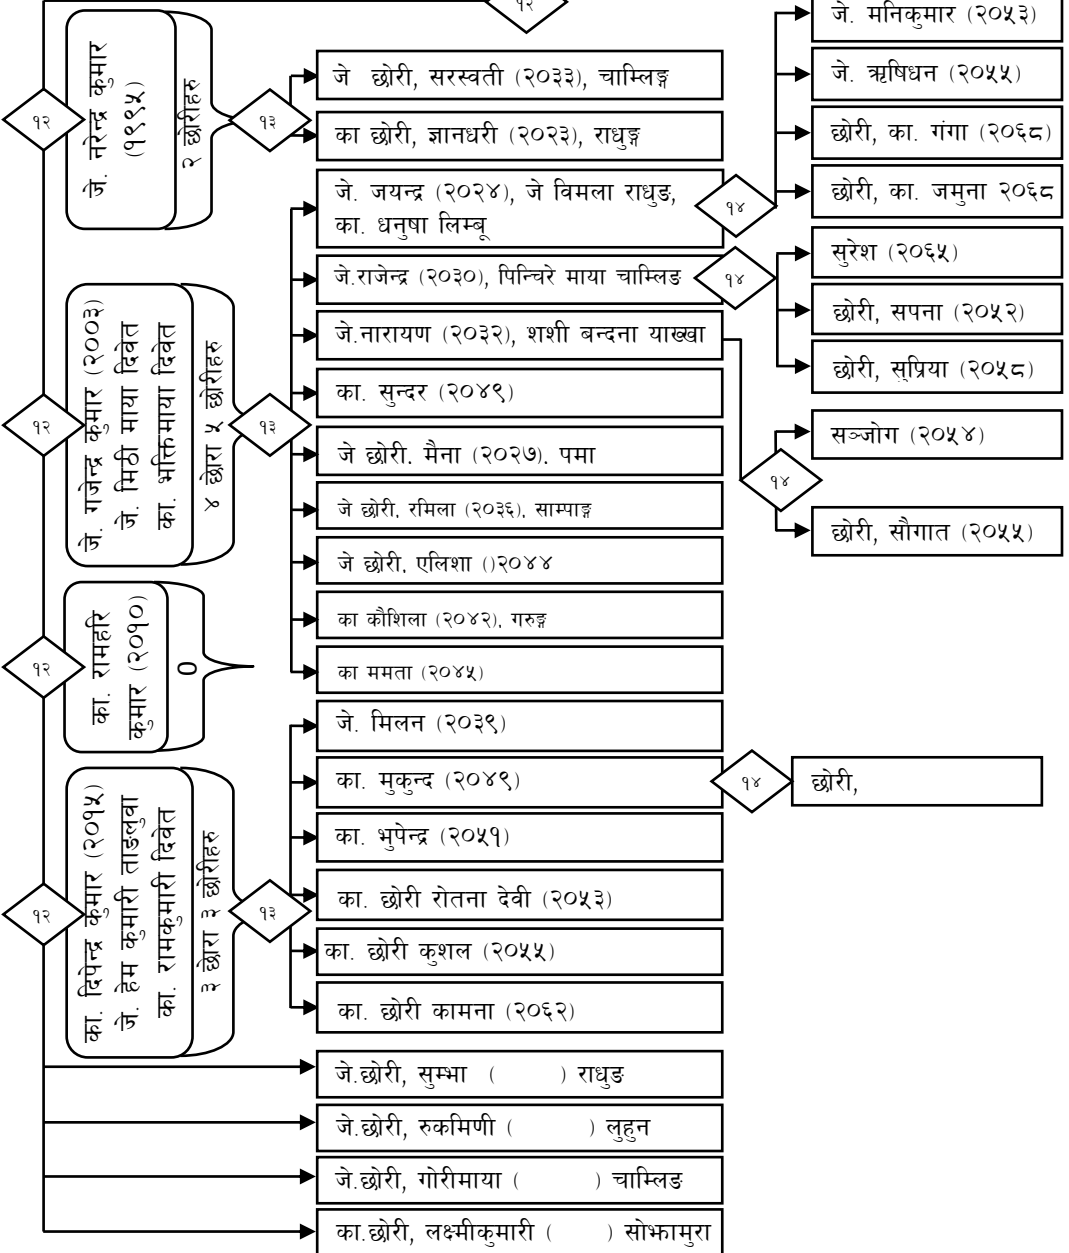 १२
जे. मनिकुमार (२०५३)
जे. ऋषिधन (२०५५)
छोरी, का. गंगा (२०६८)
छोरी, का. जमुना २०६८
१२
जे. नरेन्द्र कुमार
(१९९५)
२ छोरीहरु
१३
जे छोरी, सरस्वती (२०३३), चाम्लिङ्ग
का छोरी, ज्ञानधरी (२०२३), राधुङ्ग
जे. जयन्द्र (२०२४), जे विमला राधुङ,
का. धनुषा लिम्बू
१४
जे.राजेन्द्र (२०३०), पिन्चिरे माया चाम्लिङ
१४
सुरेश (२०६५)
छोरी, सपना (२०५२)
छोरी, सुप्रिया (२०५८)
जे.नारायण (२०३२), शशी बन्दना याख्खा
१२
जे. गजेन्द्र कुमार (२००३)
जे. मिठी माया दिवेत
का. भक्तिमाया दिवेत
४ छोरा ५ छोरीहरु
१३
का. सुन्दर (२०४९)
जे छोरी. मैना (२०२७). पमा
जे छोरी. रमिला (२०३६). साम्पाङ्ग
जे छोरी. एलिशा ()२०४४
का कौशिला (२०४२). गरुङ्ग
का ममता (२०४५)
१४
सञ्जोग (२०५४)
छोरी, सौगात (२०५५)
१२
का. रामहरि
कुमार (२०१०)
0
१२
का. दिपेन्द्र कुमार (२०१५)
जे. हेम कुमारी ताङलुवा
का. रामकुमारी दिवेत
३ छोरा ३ छोरीहरु
१३
जे. मिलन (२०३९)
का. मुकुन्द (२०४९)
१४
छोरी,
का. भुपेन्द्र (२०५१)
का. छोरी रोतना देवी (२०५३)
का. छोरी कुशल (२०५५)
का. छोरी कामना (२०६२)
जे.छोरी, सुम्भा ( ) राधुङ
जे.छोरी, रुकमिणी ( ) लुहुन
जे.छोरी, गोरीमाया ( ) चाम्लिङ
का.छोरी, लक्ष्मीकुमारी ( ) सोझामुरा